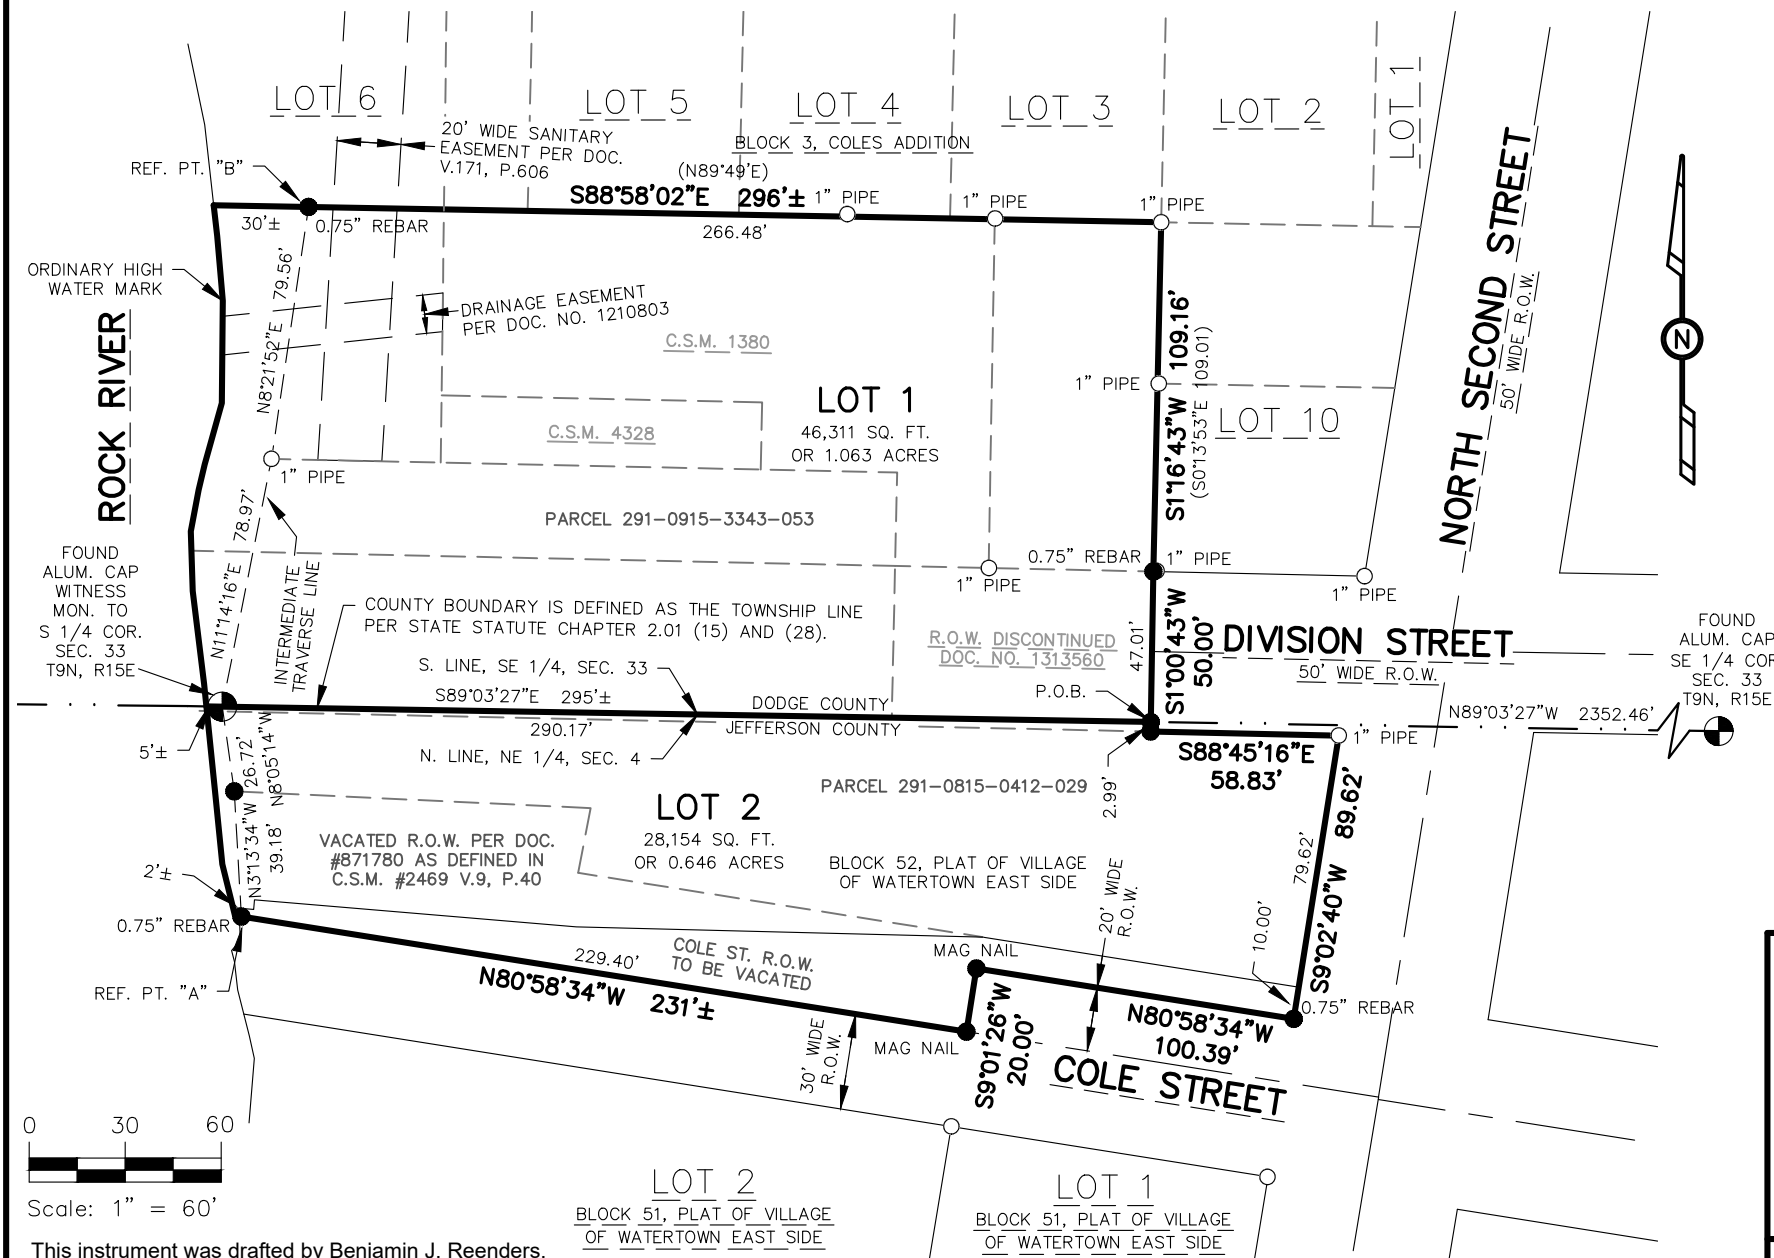 LOT 6
LOT 5
LOT 4
LOT 3
LOT 2
LOT 1
BLOCK 3, COLES ADDITION
20' WIDE SANITARY
EASEMENT PER DOC.
V.171, P.606
REF. PT. "B"
(N89°49'E)
S88°58'02"E 296'±
1" PIPE
1" PIPE
1" PIPE
30'±
0.75" REBAR
266.48'
ORDINARY HIGH
WATER MARK
N8°21'52"E 79.56'
DRAINAGE EASEMENT
PER DOC. NO. 1210803
C.S.M. 1380
ROCK RIVER
LOT 1
46,311 SQ. FT.
OR 1.063 ACRES
C.S.M. 4328
1" PIPE
S1°16'43"W 109.16'
(S0°13'53"E 109.01)
1" PIPE
LOT 10
NORTH SECOND STREET
50' WIDE R.O.W.
N
PARCEL 291-0915-3343-053
N11°14'16"E 78.97'
INTERMEDIATE
TRAVERSE LINE
FOUND
ALUM. CAP
WITNESS
MON. TO
S 1/4 COR.
SEC. 33
T9N, R15E
0.75" REBAR
1" PIPE
1" PIPE
1" PIPE
COUNTY BOUNDARY IS DEFINED AS THE TOWNSHIP LINE
PER STATE STATUTE CHAPTER 2.01 (15) AND (28).
R.O.W. DISCONTINUED
DOC. NO. 1313560
47.01'
S1°00'43"W
50.00'
DIVISION STREET
50' WIDE R.O.W.
FOUND
ALUM. CAP
SE 1/4 COR
SEC. 33
T9N, R15E
S. LINE, SE 1/4, SEC. 33
S89°03'27"E 295'±
P.O.B.
DODGE COUNTY
JEFFERSON COUNTY
290.17'
N. LINE, NE 1/4, SEC. 4
N89°03'27"W 2352.46'
5'±
1" PIPE
S88°45'16"E
58.83'
2.99'
26.72'
N8°05'14"W
N3°13'34"W
39.18'
PARCEL 291-0815-0412-029
LOT 2
28,154 SQ. FT.
OR 0.646 ACRES
VACATED R.O.W. PER DOC.
#871780 AS DEFINED IN
C.S.M. #2469 V.9, P.40
BLOCK 52, PLAT OF VILLAGE
OF WATERTOWN EAST SIDE
20' WIDE
R.O.W.
79.62'
S9°02'40"W 89.62'
10.00'
2'±
0.75" REBAR
REF. PT. "A"
229.40'
N80°58'34"W 231'±
COLE ST. R.O.W.
TO BE VACATED
MAG NAIL
0.75" REBAR
N80°58'34"W
100.39'
S9°01'26"W
20.00'
MAG NAIL
30' WIDE
R.O.W.
COLE STREET
0 30 60
Scale: 1" = 60'
LOT 2
BLOCK 51, PLAT OF VILLAGE
OF WATERTOWN EAST SIDE
LOT 1
BLOCK 51, PLAT OF VILLAGE
OF WATERTOWN EAST SIDE
This instrument was drafted by Benjamin J. Reenders.